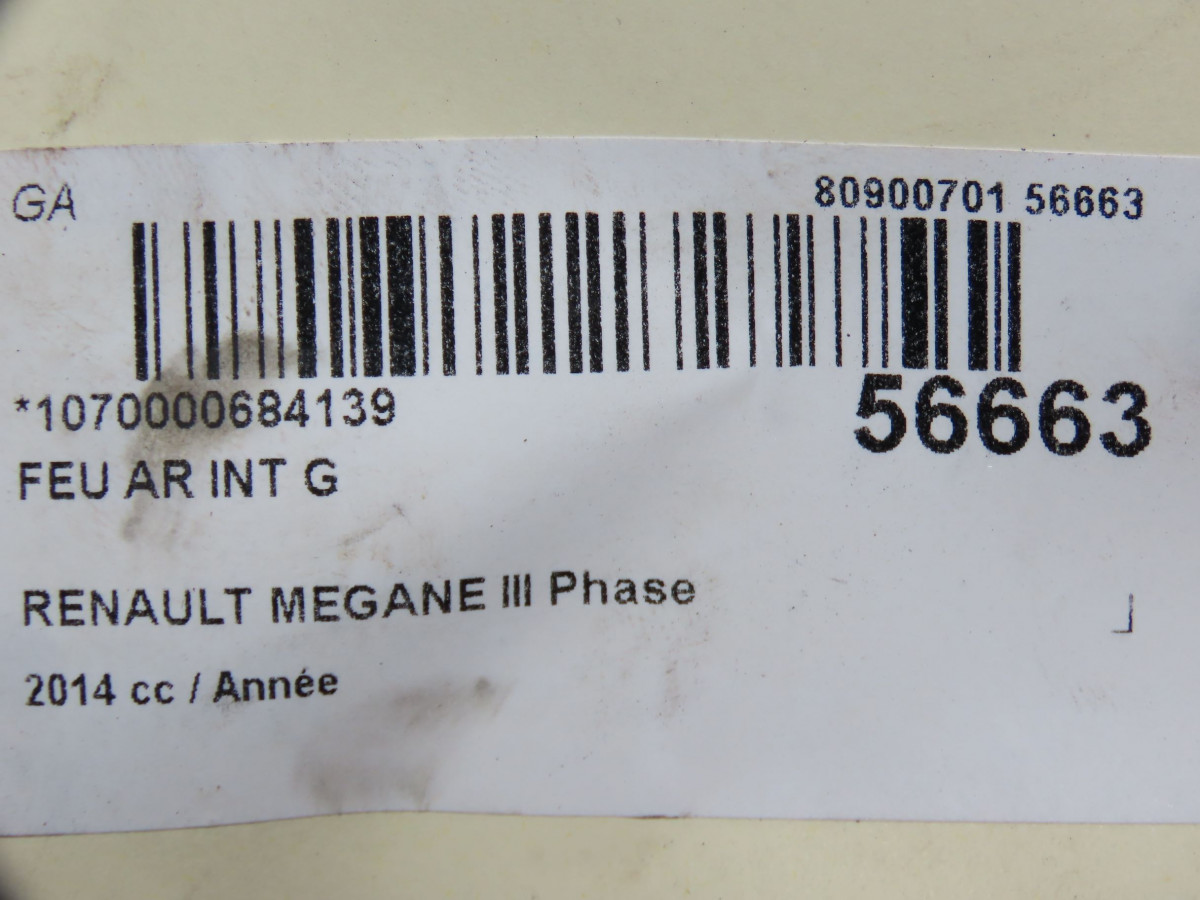 GA
80900701 56663
*1070000684139
56663
FEU AR INT G
RENAULT MEGANE III Phase
2014 cc / Année